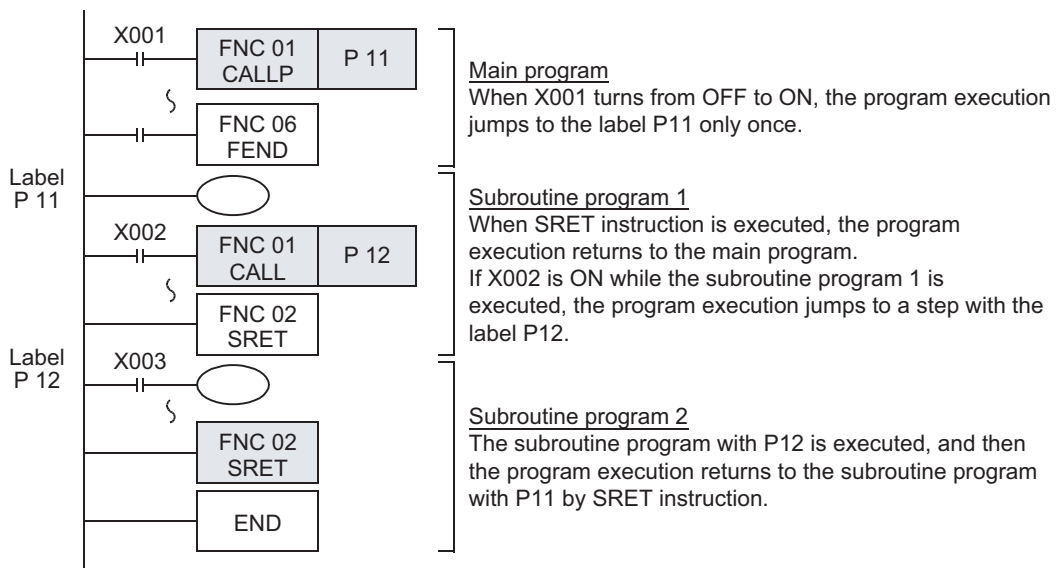 X001
FNC 01
CALLP
P 11
Main program
When X001 turns from OFF to ON, the program execution
jumps to the label P11 only once.
FNC 06
FEND
Label
P 11
Subroutine program 1
When SRET instruction is executed, the program
execution returns to the main program.
If X002 is ON while the subroutine program 1 is
executed, the program execution jumps to a step with the
label P12.
X002
FNC 01
CALL
P 12
FNC 02
SRET
Label
P 12
X003
Subroutine program 2
The subroutine program with P12 is executed, and then
the program execution returns to the subroutine program
with P11 by SRET instruction.
FNC 02
SRET
END